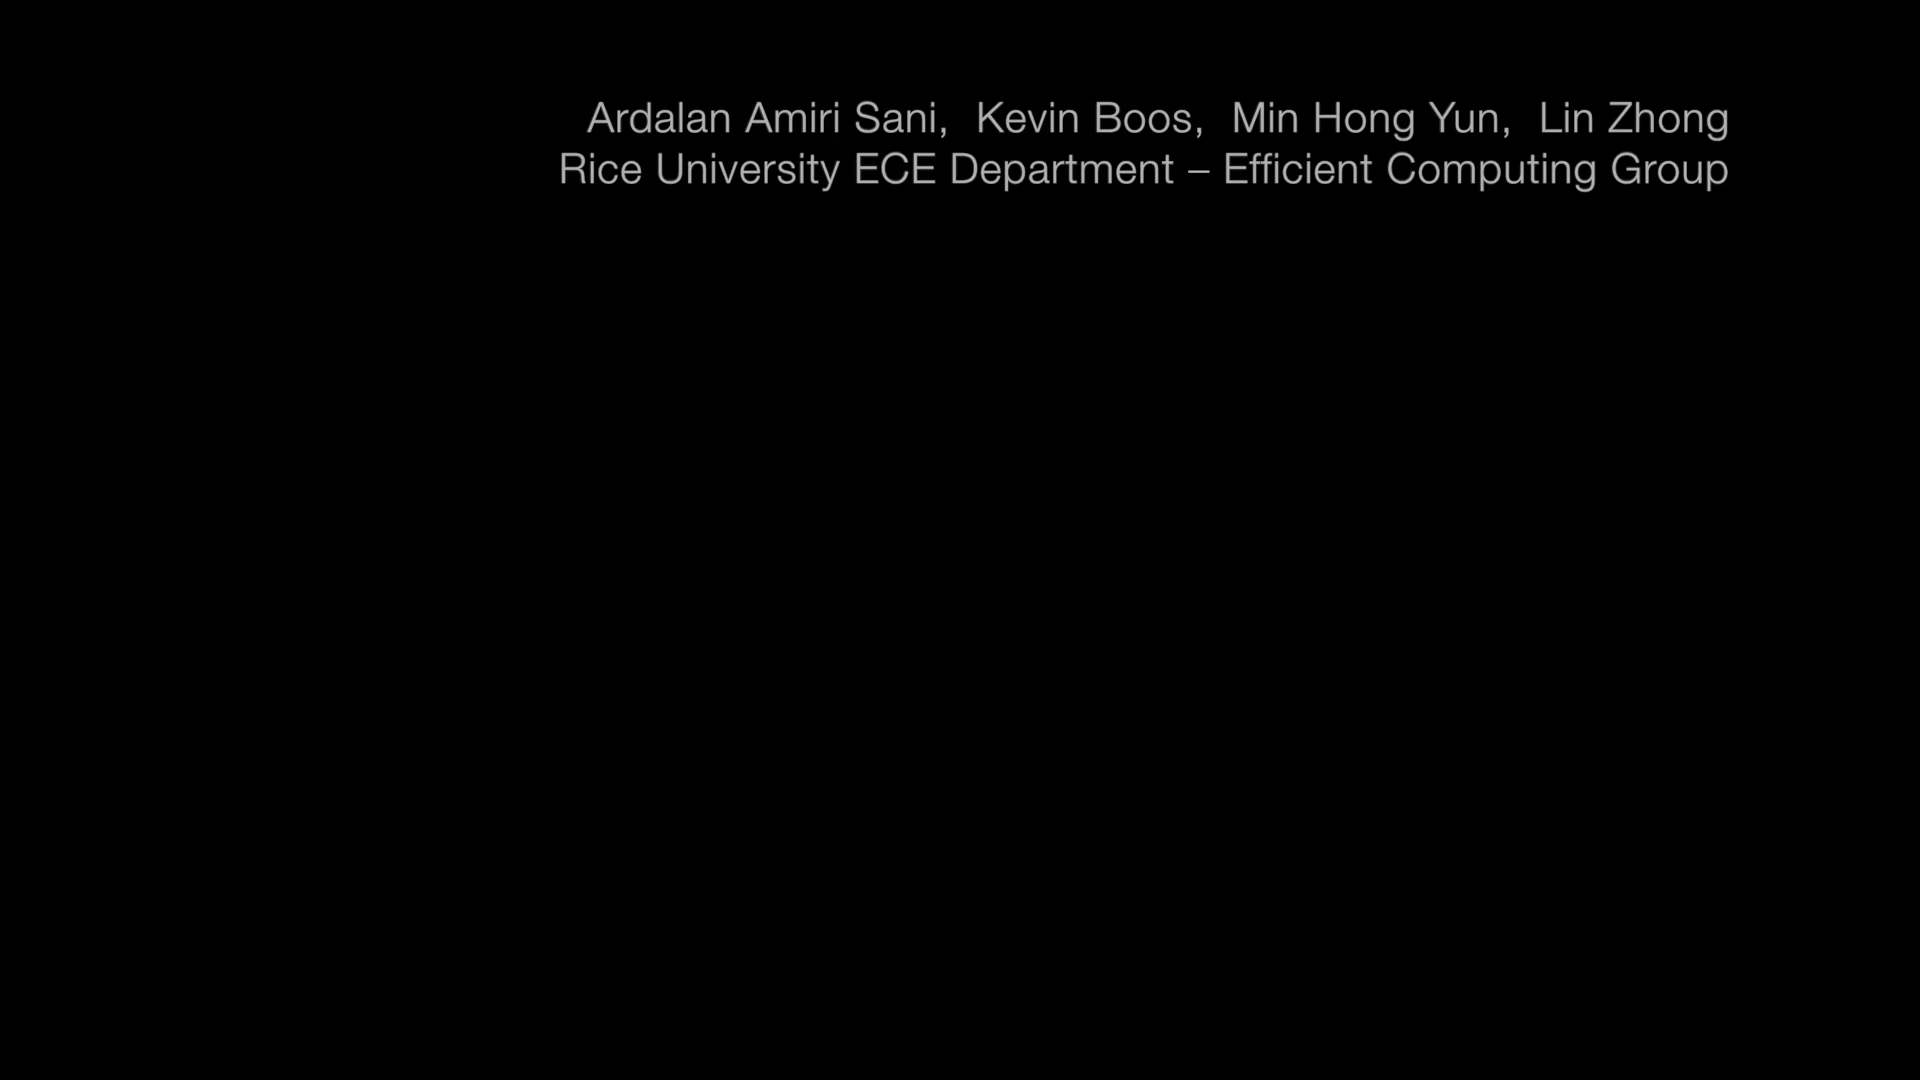 Ardalan Amiri Sani, Kevin Boos, Min Hong Yun, Lin Zhong
Rice University ECE Department – Efficient Computing Group